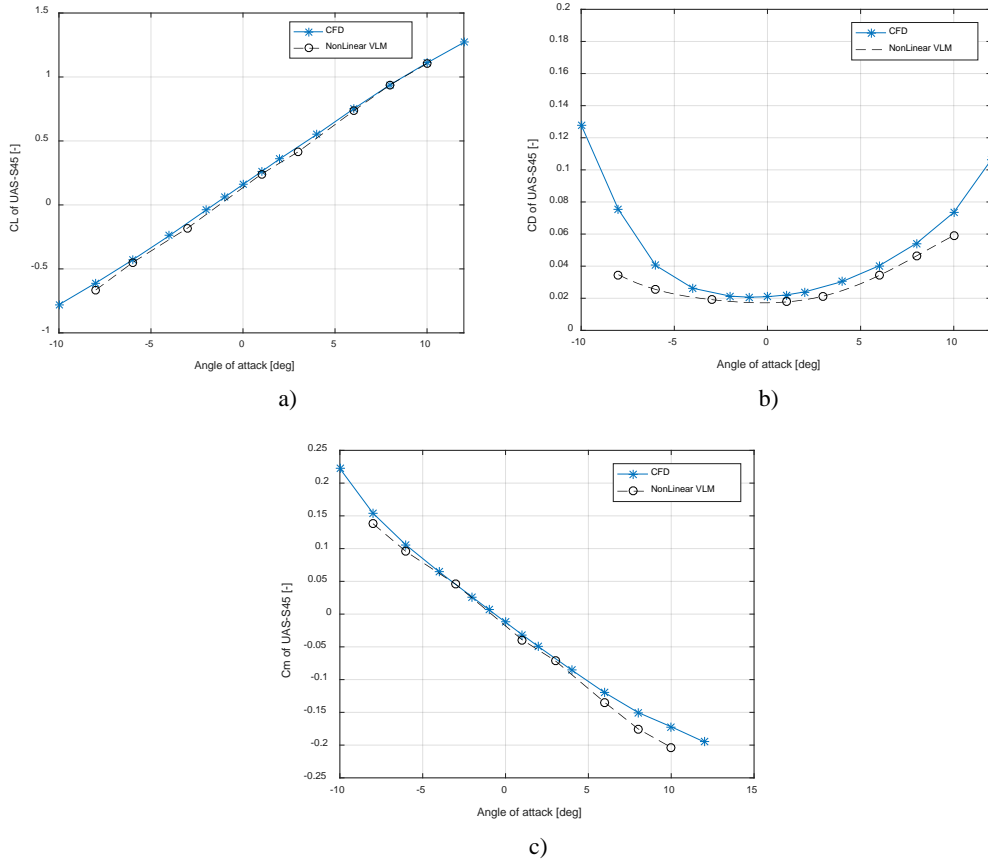 1.5
1
0.5
0
-0.5
-1
-10
-5
0
5
10
CL of UAS-S45 [-]
Angle of attack [deg]
CFD
NonLinear VLM
a)
0.2
0.18
0.16
0.14
0.12
0.1
0.08
0.06
0.04
0.02
0
-10
-5
0
5
10
CD of UAS-S45 [-]
Angle of attack [deg]
CFD
NonLinear VLM
b)
0.25
0.2
0.15
0.1
0.05
0
-0.05
-0.1
-0.15
-0.2
-0.25
-10
-5
0
5
10
15
Cm of UAS-S45 [-]
Angle of attack [deg]
CFD
NonLinear VLM
c)